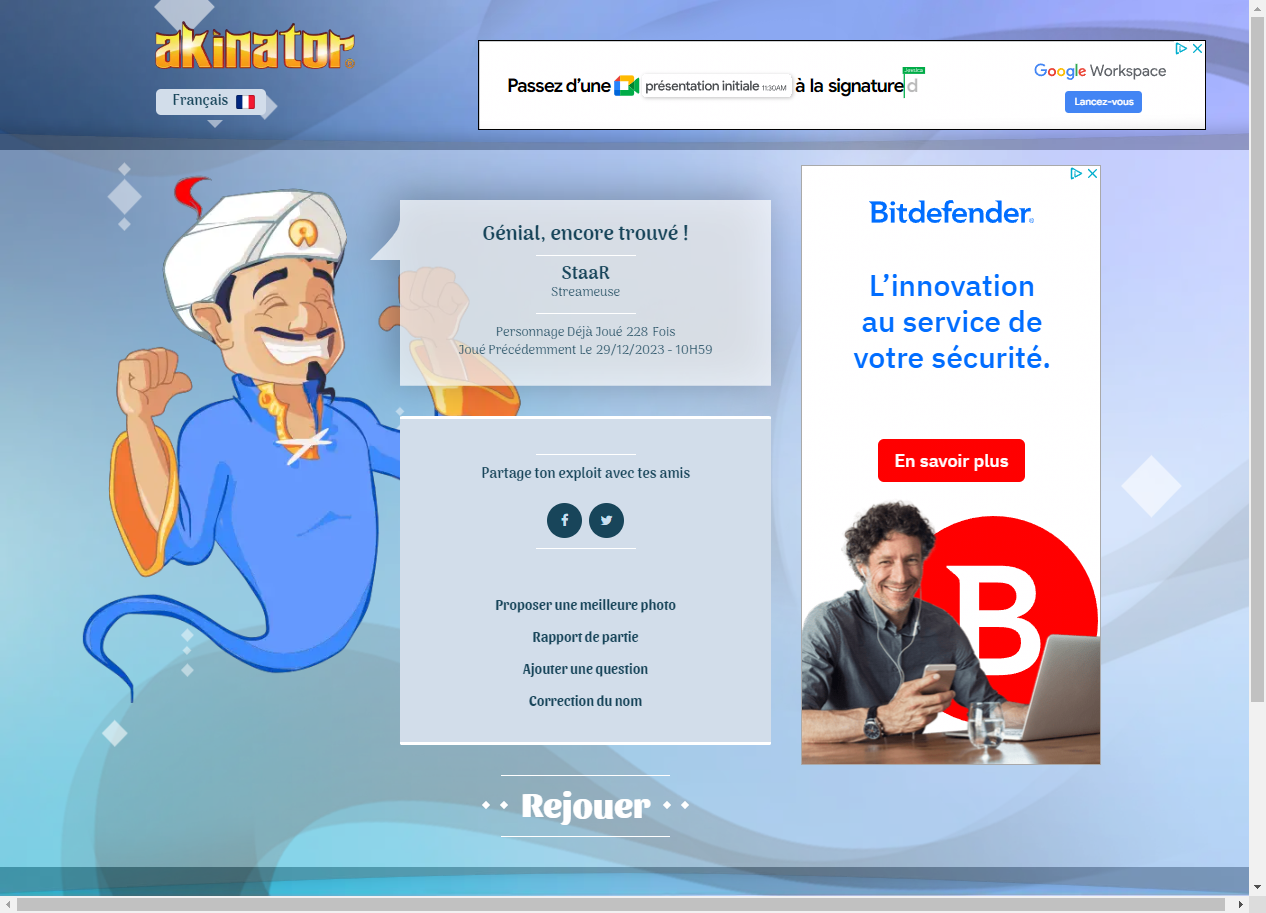 akinator
Français
Passez d'une présentation initiale 11:30AM à la signatured
Jessica
Google Workspace
Lancez-vous
Génial, encore trouvé !
StaaR
Streameuse
Personnage Déjà Joué 228 Fois
Joué Précédemment Le 29/12/2023 - 10H59
Partage ton exploit avec tes amis
Proposer une meilleure photo
Rapport de partie
Ajouter une question
Correction du nom
Rejouer
Bitdefender
L’innovation
au service de
votre sécurité.
En savoir plus
B